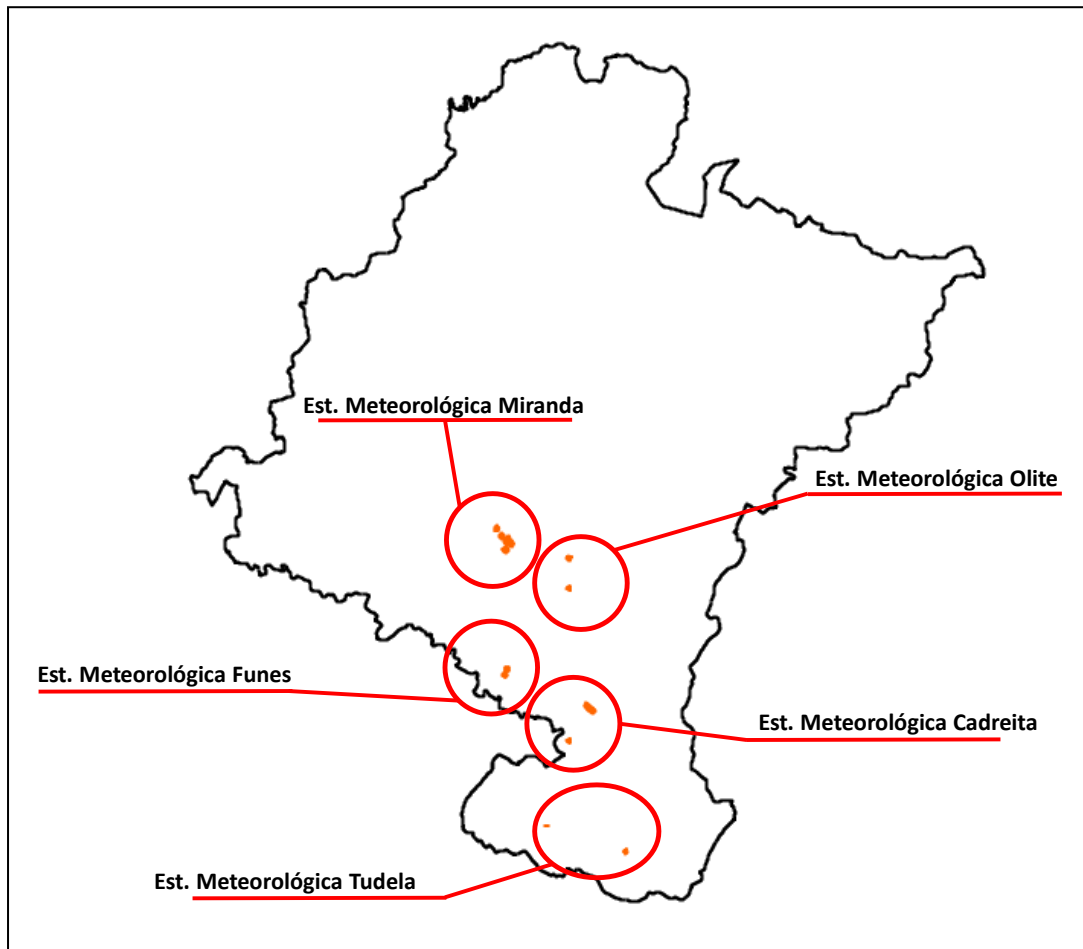 Est. Meteorológica Miranda
Est. Meteorológica Olite
Est. Meteorológica Funes
Est. Meteorológica Cadreita
Est. Meteorológica Tudela